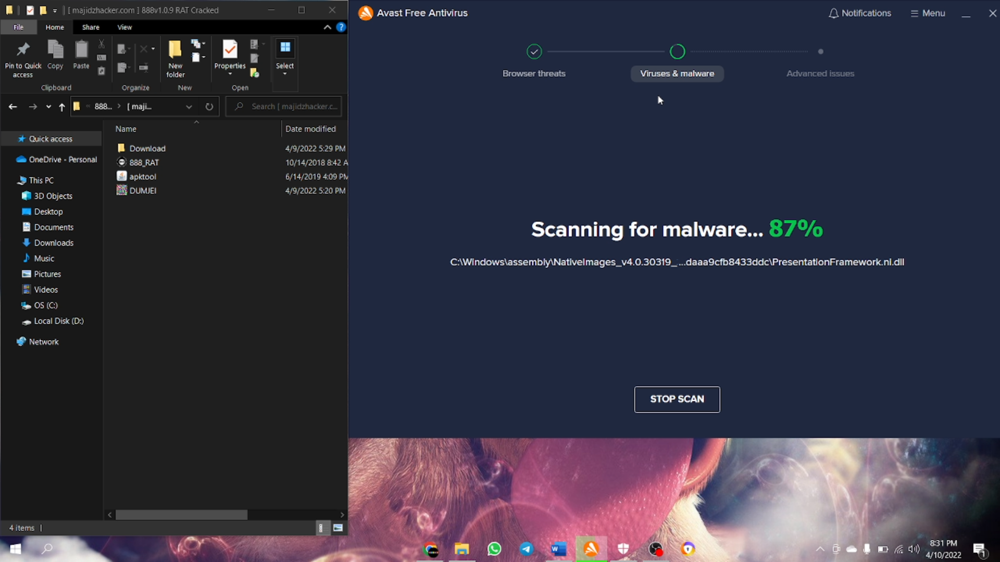 [ majidzhacker.com ] 888v1.0.9 RAT Cracked
File
Home
Share
View
Pin to Quick access
Copy
Paste
New folder
Properties
Select
Clipboard
Organize
New
Open
888...
[ maji...
Search [ majidzhacker.c...
Name
Date modified
Quick access
OneDrive - Personal
This PC
3D Objects
Desktop
Documents
Downloads
Music
Pictures
Videos
OS (C:)
Local Disk (D:)
Network
Download
4/9/2022 5:29 PM
888_RAT
10/14/2018 8:42 A
apktool
6/14/2019 4:09 PM
DUMJEI
4/9/2022 5:20 PM
4 items
Avast Free Antivirus
Notifications
Menu
Browser threats
Viruses & malware
Advanced issues
Scanning for malware... 87%
C:\Windows\assembly\NativeImages_v4.0.30319_...daaa9cfb8433ddc\PresentationFramework.ni.dll
STOP SCAN
8:31 PM
4/10/2022
1